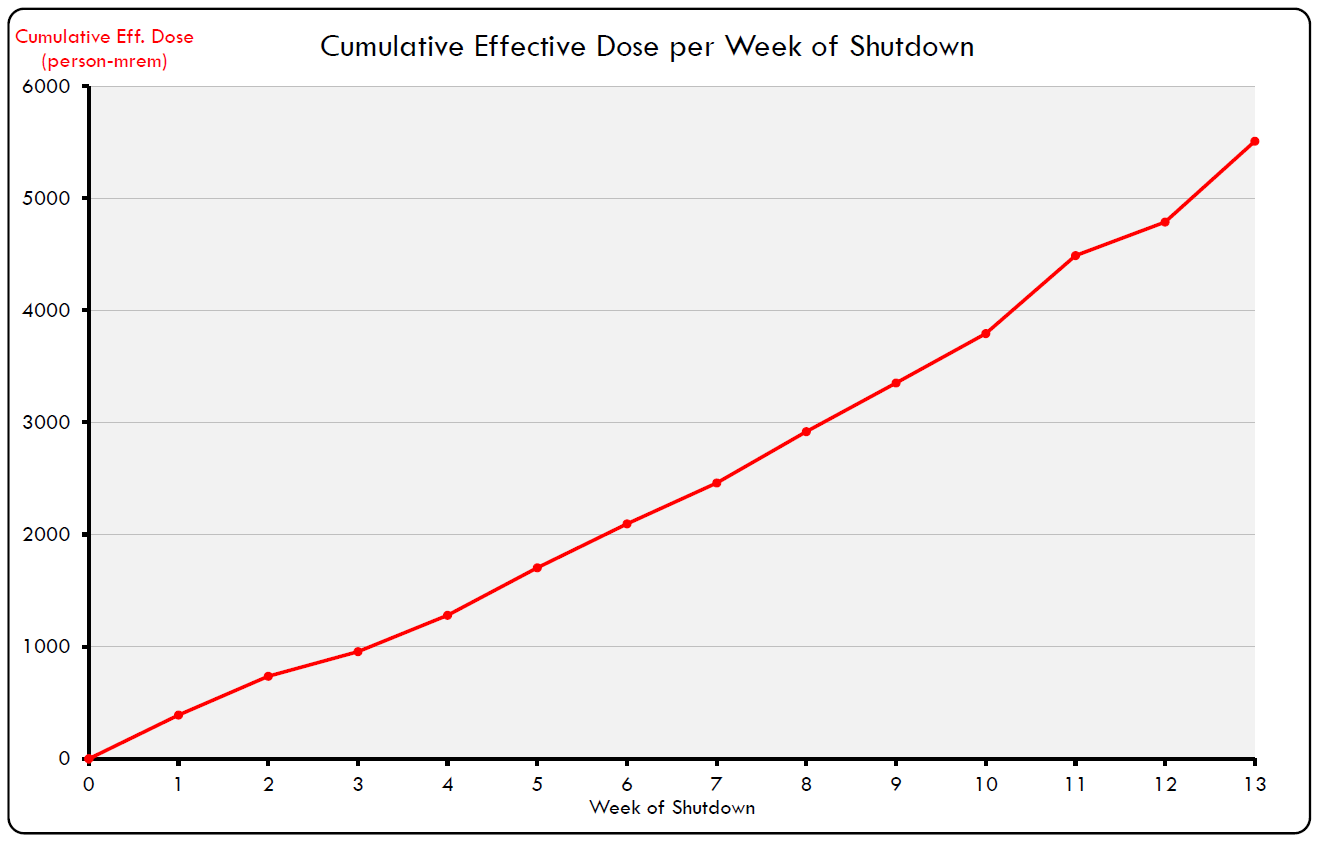 Cumulative Eff. Dose
(person-mrem)
Cumulative Effective Dose per Week of Shutdown
6000
5000
4000
3000
2000
1000
0
0 1 2 3 4 5 6 7 8 9 10 11 12 13
Week of Shutdown